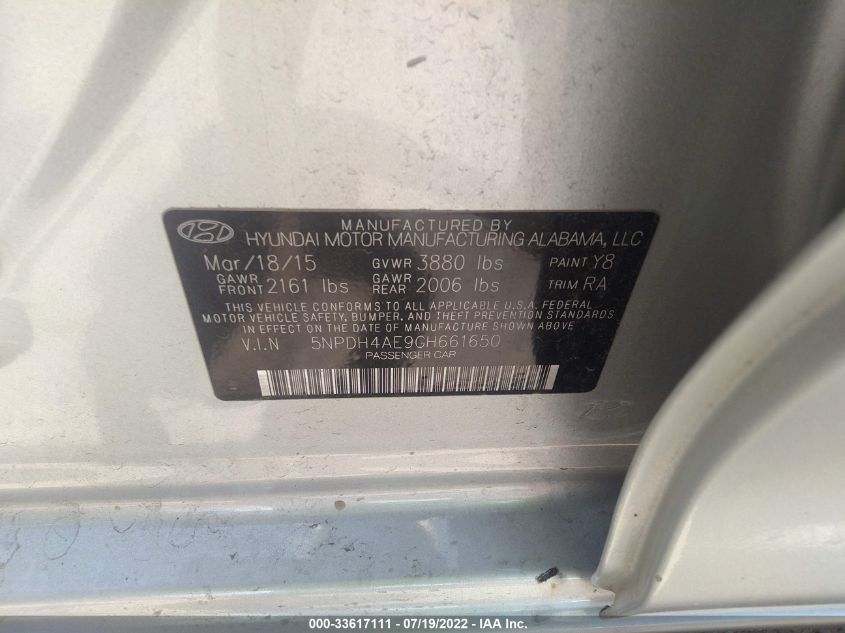 MANUFACTURED BY
HYUNDAI MOTOR MANUFACTURING ALABAMA, LLC
Mar/18/15 GVWR 3880 lbs PAINT Y8
GAWR FRONT 2161 lbs GAWR REAR 2006 lbs TRIM RA
THIS VEHICLE CONFORMS TO ALL APPLICABLE U.S.A. FEDERAL
MOTOR VEHICLE SAFETY, BUMPER, AND THEFT PREVENTION STANDARDS
IN EFFECT ON THE DATE OF MANUFACTURE SHOWN ABOVE.
V.I.N 5NPDH4AE9GH661650
PASSENGER CAR
000-33617111 - 07/19/2022 - IAA Inc.